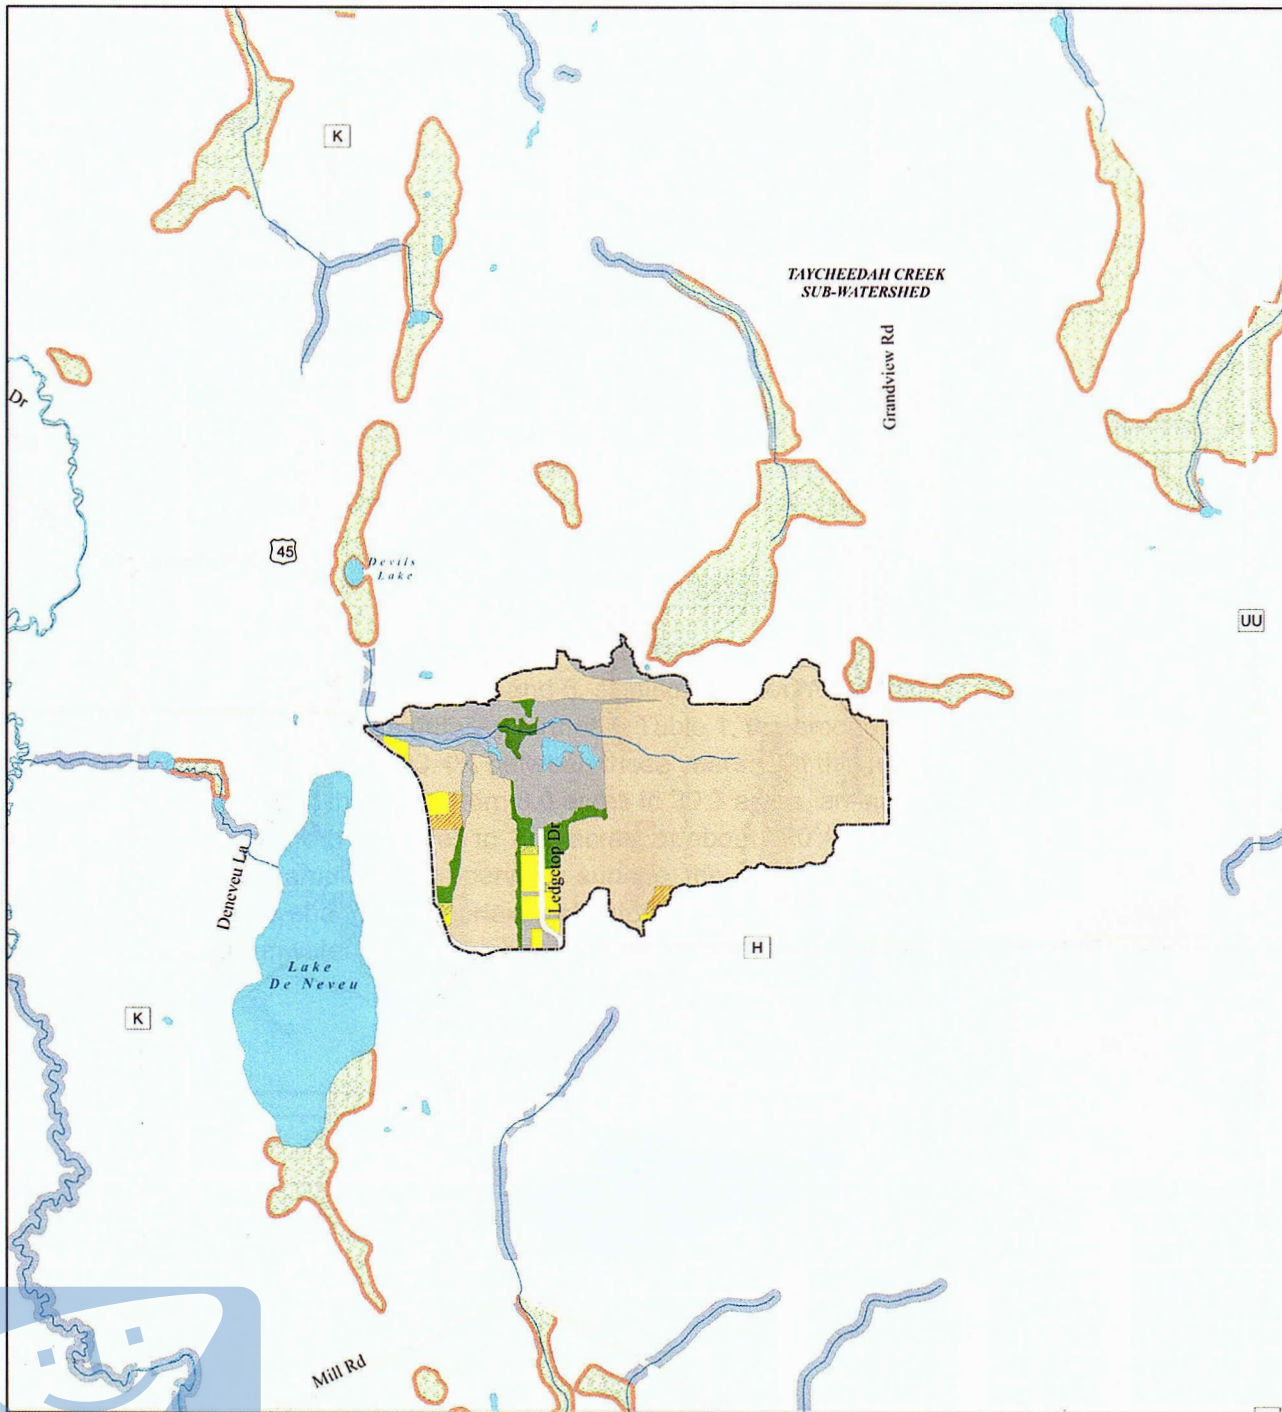 K
TAYCHEEDAH CREEK
SUB-WATERSHED
Grandview Rd
Dr
45
Devils
Lake
UU
Ledgetop Dr
Deneveu La
H
Lake
De Neveu
K
Mill Rd